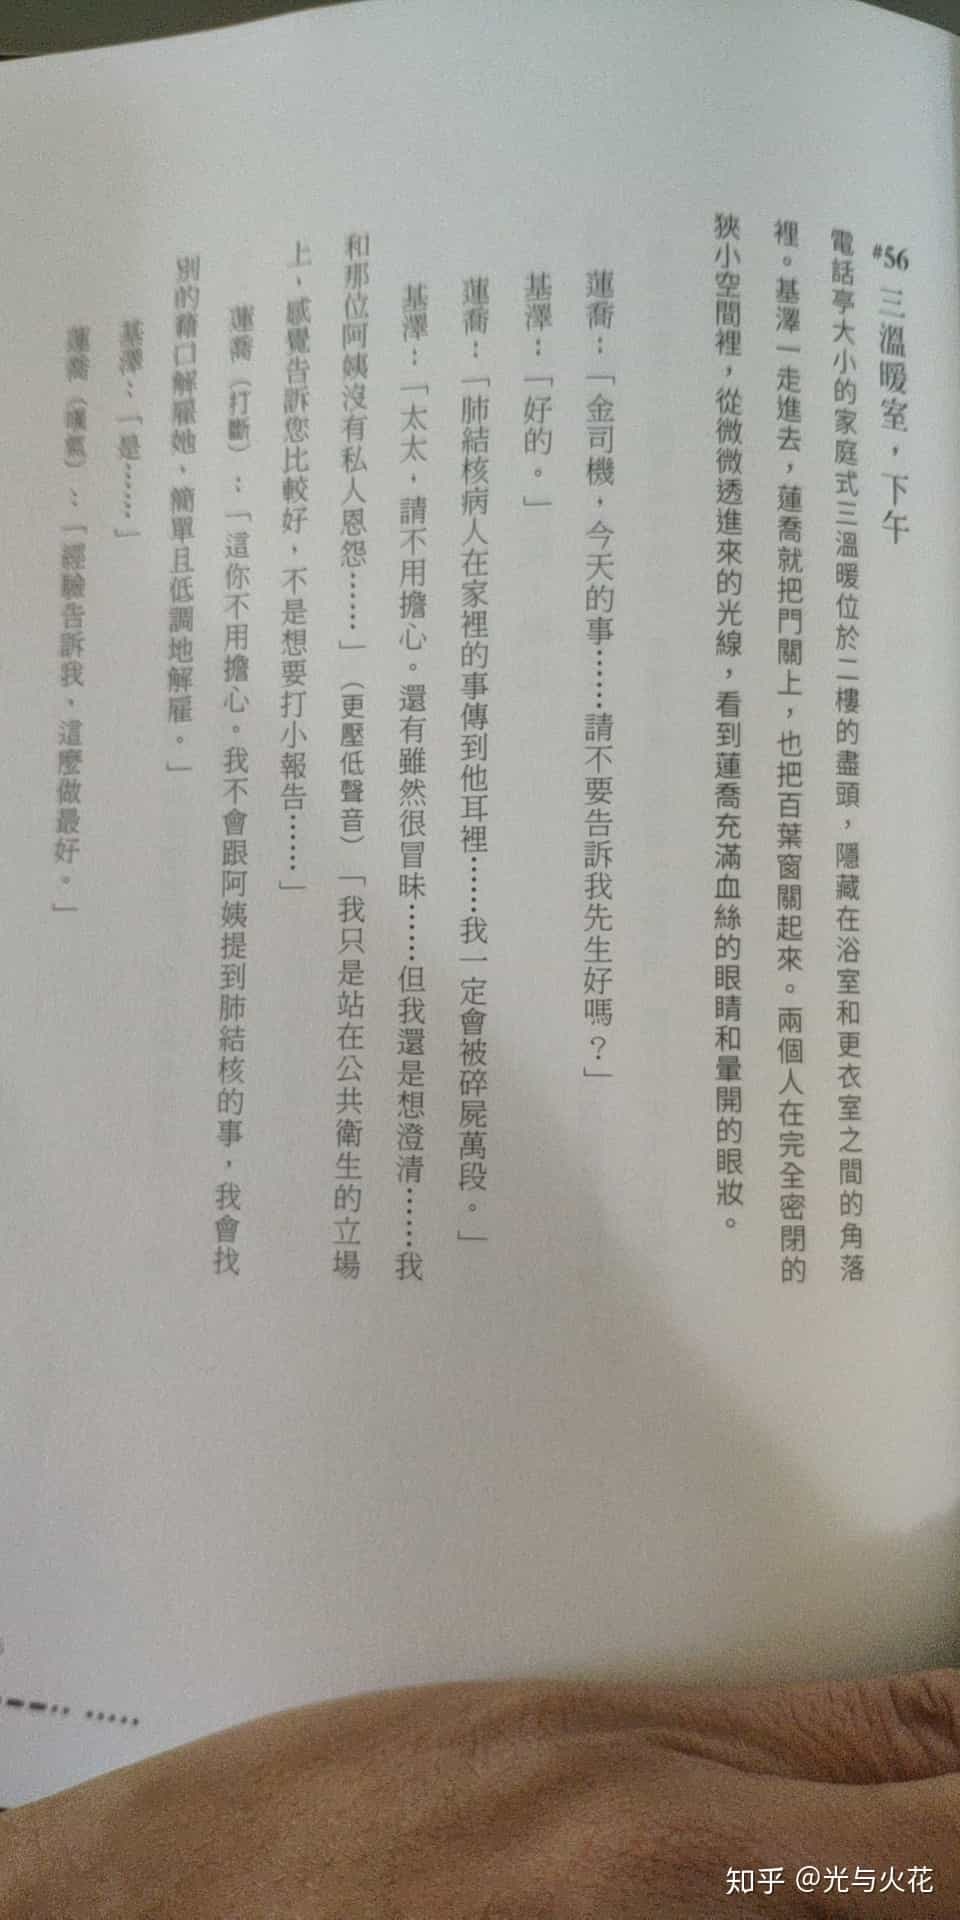 #56 三溫暖室，下午
電話亭大小的家庭式三溫暖位於二樓的盡頭，隱藏在浴室和更衣室之間的角落
裡。基澤一走進去，蓮喬就把門關上，也把百葉窗關起來。兩個人在完全密閉的
狹小空間裡，從微微透進來的光線，看到蓮喬充滿血絲的眼睛和暈開的眼妝。
蓮喬：「金司機，今天的事……請不要告訴我先生好嗎？」
基澤：「好的。」
蓮喬：「肺結核病人在家裡的事傳到他耳裡……我一定會被碎屍萬段。」
基澤：「太太，請不用擔心。還有雖然很冒昧……但我還是想澄清……我
和那位阿姨沒有私人恩怨……」（更壓低聲音）「我只是站在公共衛生的立場
上，感覺告訴您比較好，不是想要打小報告……」
蓮喬（打斷）：「這你不用擔心。我不會跟阿姨提到肺結核的事，我會找
別的藉口解雇她、簡單且低調地解雇。」
基澤：「是……」
蓮喬（嘆氣）：「經驗告訴我，這麼做最好。」
知乎 @光与火花